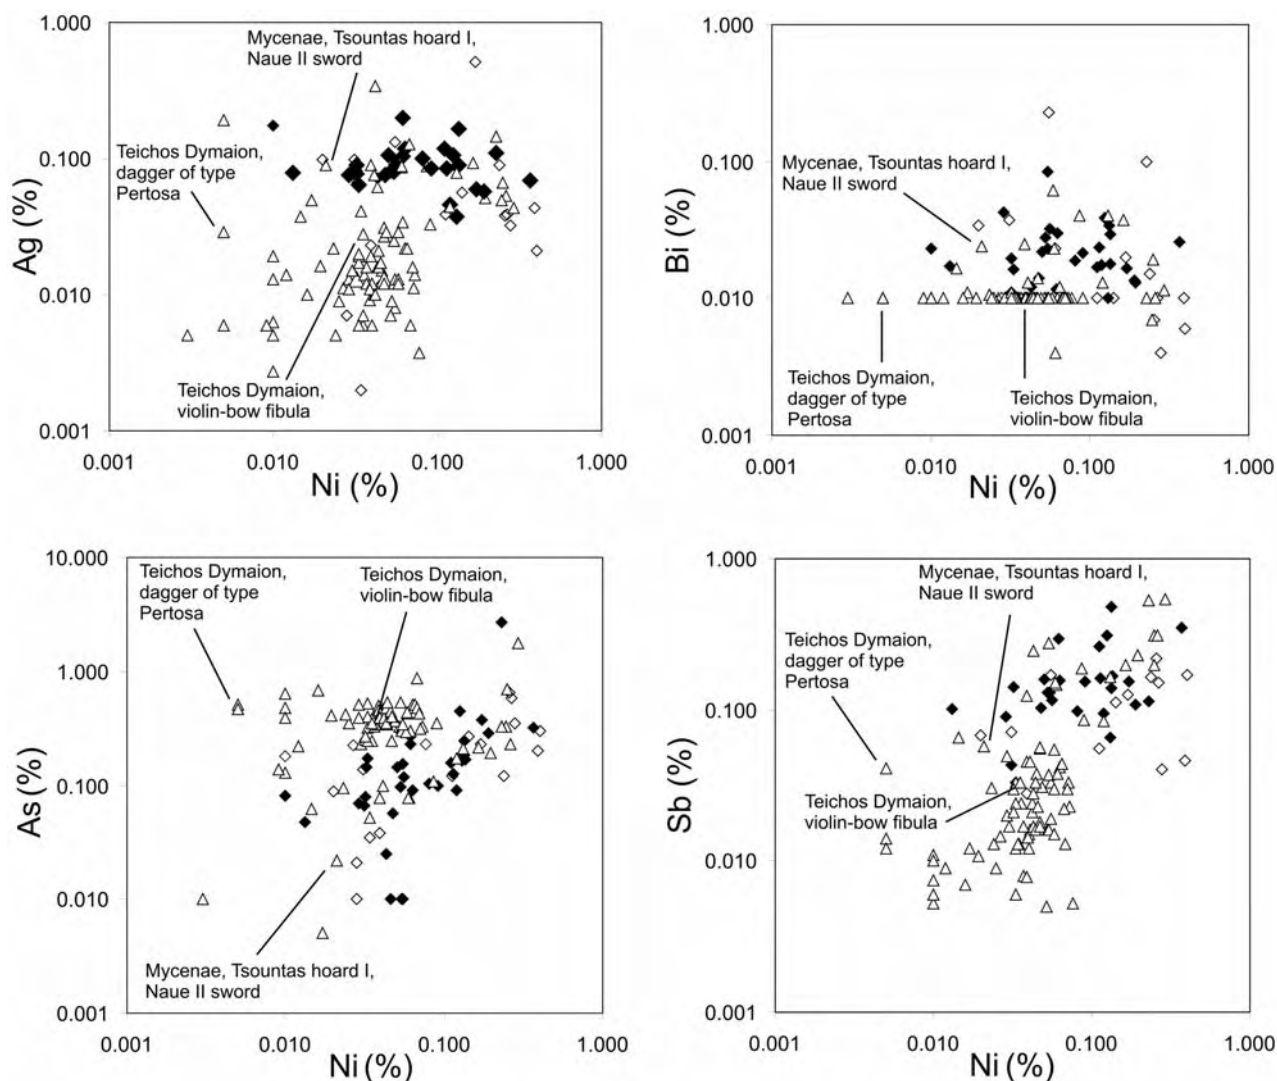 1.000
0.100
0.010
0.001
Ag (%)
Mycenae, Tsountas hoard I,
Naue II sword
Teichos Dymaion,
dagger of type
Pertosa
Teichos Dymaion,
violin-bow fibula
0.001
0.010
0.100
1.000
Ni (%)
1.000
0.100
0.010
0.001
Bi (%)
Mycenae, Tsountas hoard I,
Naue II sword
Teichos Dymaion,
dagger of type
Pertosa
Teichos Dymaion,
violin-bow fibula
0.001
0.010
0.100
1.000
Ni (%)
10.000
1.000
0.100
0.010
0.001
As (%)
Teichos Dymaion,
dagger of type
Pertosa
Teichos Dymaion,
violin-bow fibula
Mycenae, Tsountas hoard I,
Naue II sword
0.001
0.010
0.100
1.000
Ni (%)
1.000
0.100
0.010
0.001
Sb (%)
Mycenae, Tsountas hoard I,
Naue II sword
Teichos Dymaion,
dagger of type
Pertosa
Teichos Dymaion,
violin-bow fibula
0.001
0.010
0.100
1.000
Ni (%)